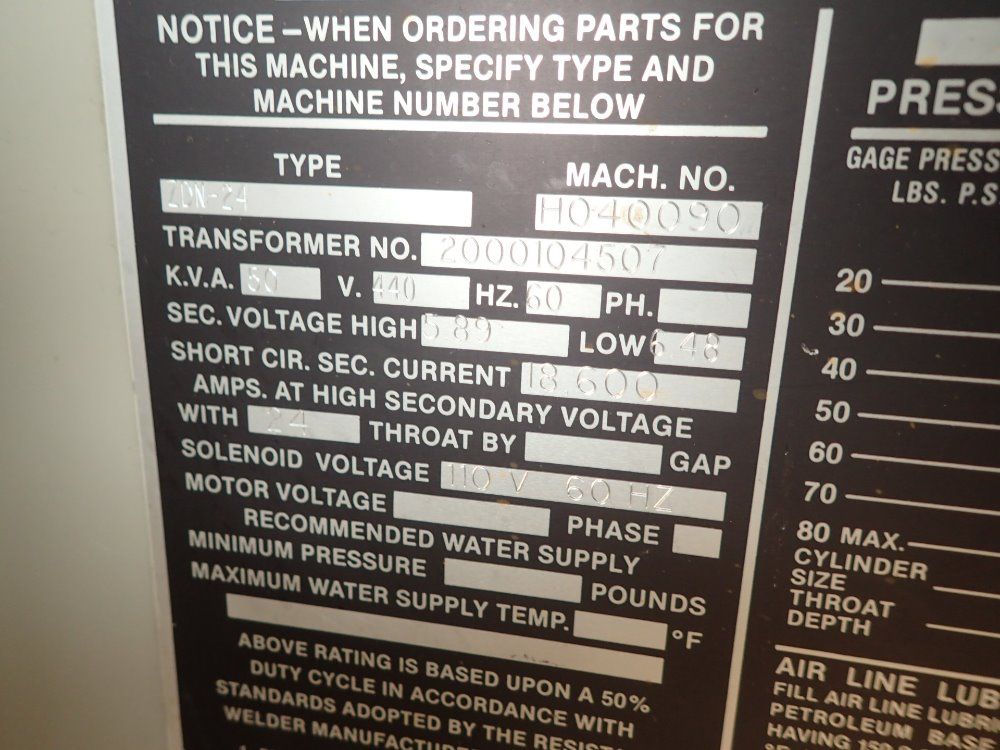 NOTICE – WHEN ORDERING PARTS FOR
THIS MACHINE, SPECIFY TYPE AND
MACHINE NUMBER BELOW
TYPE MACH. NO.
ZDN-24 H040090
TRANSFORMER NO. 2000104507
K.V.A. 50 V. 440 HZ. 60 PH.
SEC. VOLTAGE HIGH 5 89 LOW 6 48
SHORT CIR. SEC. CURRENT 18 600
AMPS. AT HIGH SECONDARY VOLTAGE
WITH 24 THROAT BY GAP
SOLENOID VOLTAGE 110 V 60 HZ
MOTOR VOLTAGE PHASE
RECOMMENDED WATER SUPPLY
MINIMUM PRESSURE POUNDS
MAXIMUM WATER SUPPLY TEMP. °F
ABOVE RATING IS BASED UPON A 50%
DUTY CYCLE IN ACCORDANCE WITH
STANDARDS ADOPTED BY THE RESIST
WELDER MANUFACTURE
PRES
GAGE PRESS
LBS. P.S
20
30
40
50
60
70
80 MAX.
CYLINDER
SIZE
THROAT
DEPTH
AIR LINE LUB
FILL AIR LINE LUBRI
PETROLEUM BASE
HAVING